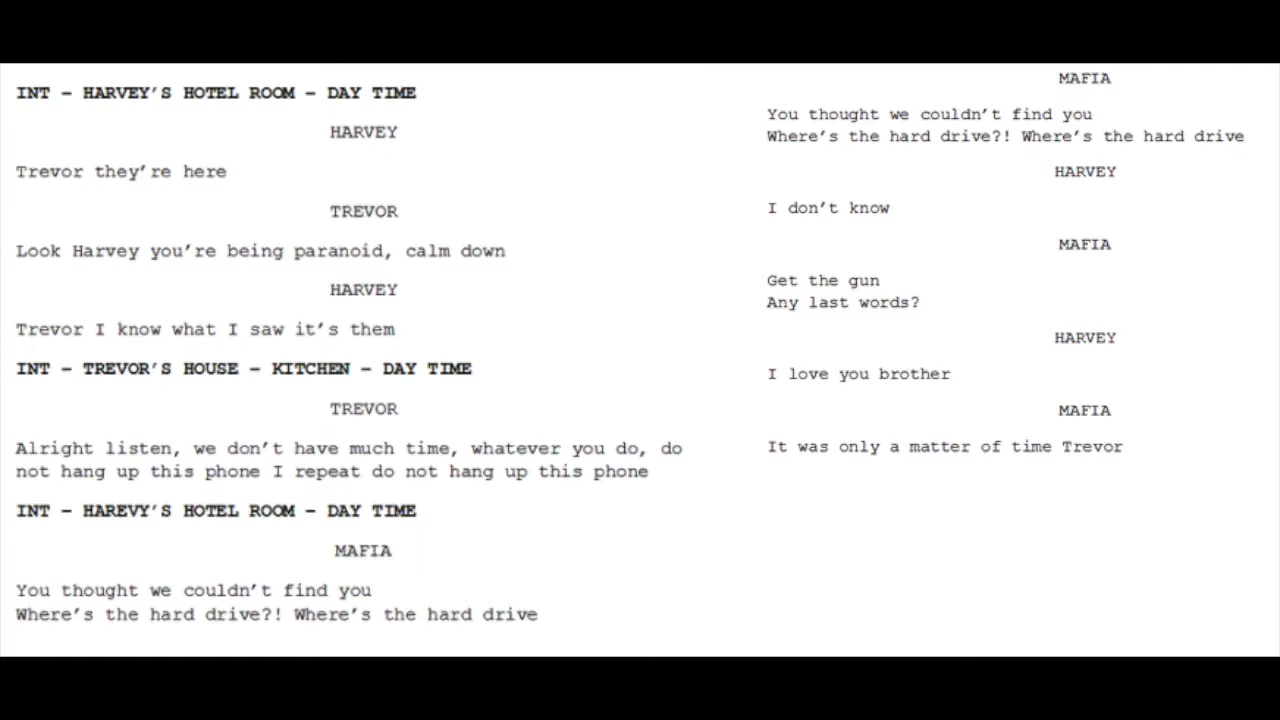 INT – HARVEY'S HOTEL ROOM – DAY TIME
HARVEY
Trevor they're here
TREVOR
Look Harvey you're being paranoid, calm down
HARVEY
Trevor I know what I saw it's them
INT – TREVOR'S HOUSE – KITCHEN – DAY TIME
TREVOR
Alright listen, we don't have much time, whatever you do, do
not hang up this phone I repeat do not hang up this phone
INT – HAREVY'S HOTEL ROOM – DAY TIME
MAFIA
You thought we couldn't find you
Where's the hard drive?! Where's the hard drive
MAFIA
You thought we couldn't find you
Where's the hard drive?! Where's the hard drive
HARVEY
I don't know
MAFIA
Get the gun
Any last words?
HARVEY
I love you brother
MAFIA
It was only a matter of time Trevor